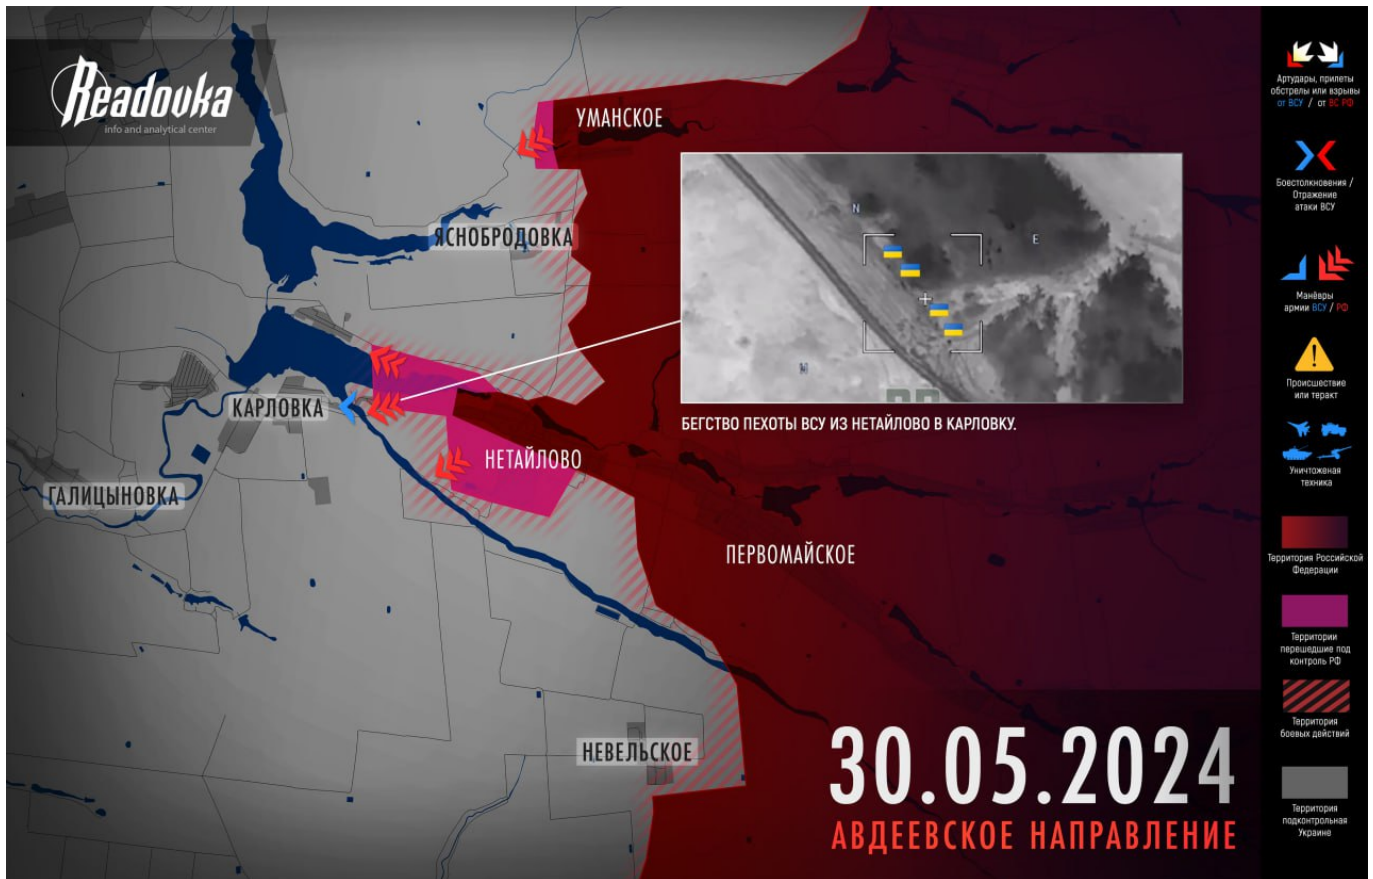 Readovka
info and analytical center
УМАНСКОЕ
ЯСНОБРОДОВКА
N
E
БЕГСТВО ПЕХОТЫ ВСУ ИЗ НЕТАЙЛОВО В КАРЛОВКУ.
КАРЛОВКА
НЕТАЙЛОВО
ГАЛИЦЫНОВКА
ПЕРВОМАЙСКОЕ
НЕВЕЛЬСКОЕ
30.05.2024
АВДЕЕВСКОЕ НАПРАВЛЕНИЕ
Артудары, прилеты
обстрелы или взрывы
от ВСУ / от ВС РФ
Боестолкновения /
Отражение
атаки ВСУ
Манёвры
армии ВСУ / РФ
Происшествие
или теракт
Уничтоженая
техника
Территория Российской
Федерации
Территории
перешедшие под
контроль РФ
Территория
боевых действий
Территория
подконтрольная
Украине